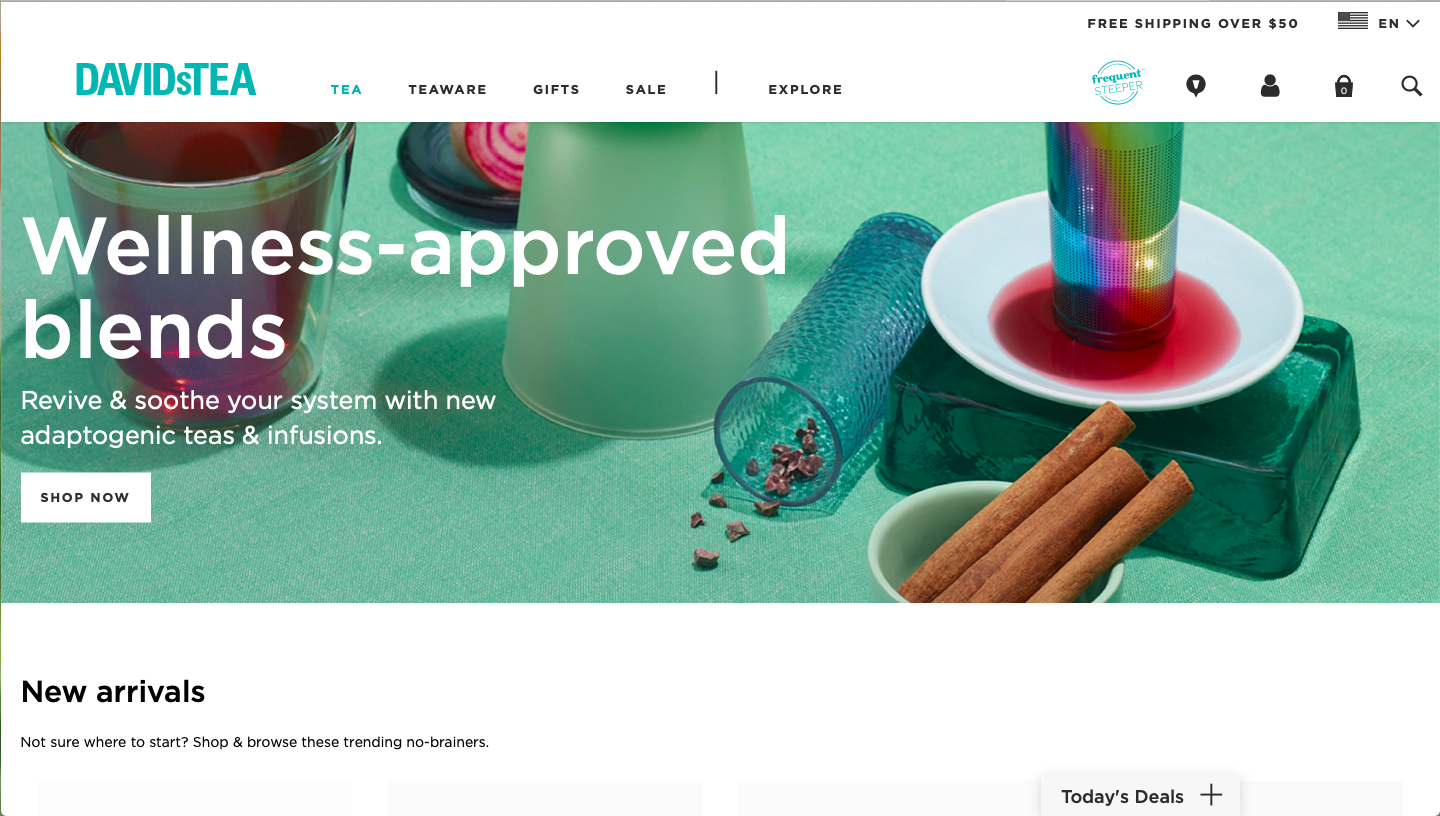 FREE SHIPPING OVER $50
EN
DAVIDsTEA
TEA
TEAWARE
GIFTS
SALE
EXPLORE
frequent
STEEPER
0
Wellness-approved
blends
Revive & soothe your system with new
adaptogenic teas & infusions.
SHOP NOW
New arrivals
Not sure where to start? Shop & browse these trending no-brainers.
Today's Deals